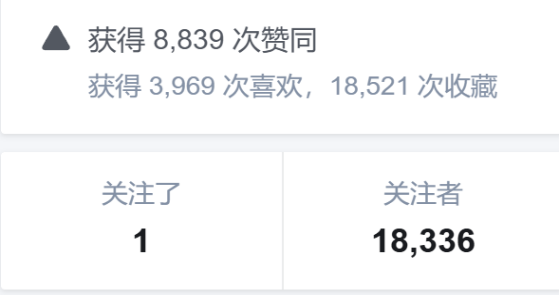 获得 8,839 次赞同
获得 3,969 次喜欢，18,521 次收藏
关注了
1
关注者
18,336